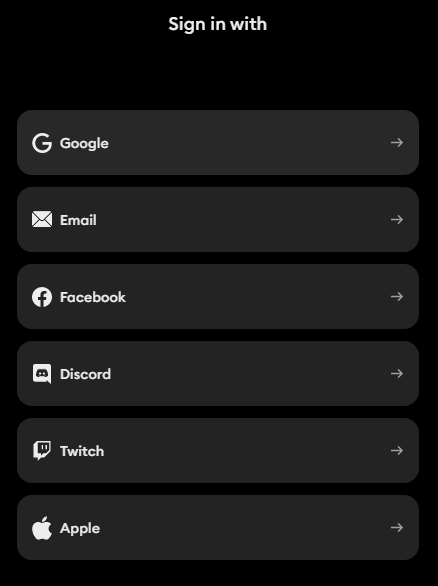 Sign in with
Google
Email
Facebook
Discord
Twitch
Apple